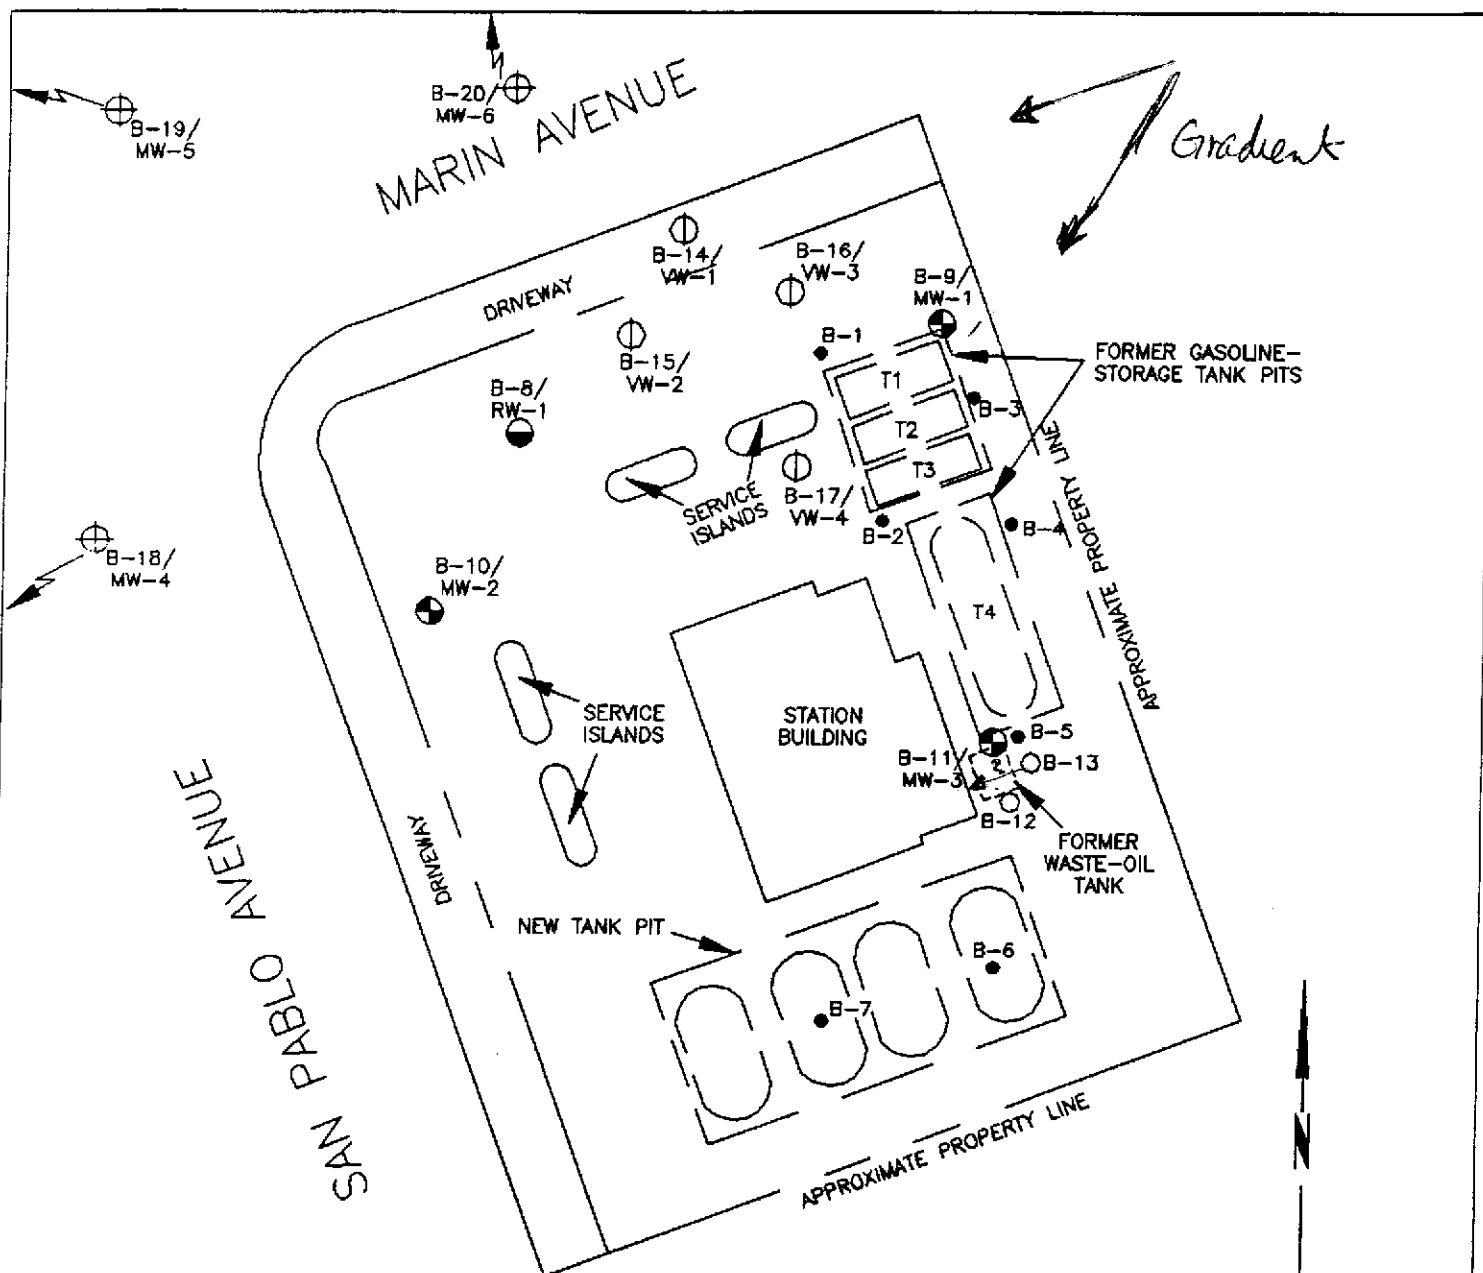 B-20/
MW-6
MARIN AVENUE
B-19/
MW-5
Gradient
B-14/
VW-1
B-16/
VW-3
B-9/
MW-1
DRIVEWAY
B-15/
VW-2
B-1
FORMER GASOLINE-
STORAGE TANK PITS
B-8/
RW-1
T1
B-3
T2
T3
SERVICE
ISLANDS
B-17/
VW-4
B-2
B-4
APPROXIMATE PROPERTY LINE
B-18/
MW-4
B-10/
MW-2
T4
SERVICE
ISLANDS
STATION
BUILDING
B-5
B-11/
MW-3
2
B-13
B-12
FORMER
WASTE-OIL
TANK
SAN PABLO AVENUE
DRIVEWAY
NEW TANK PIT
B-6
B-7
APPROXIMATE PROPERTY LINE
N